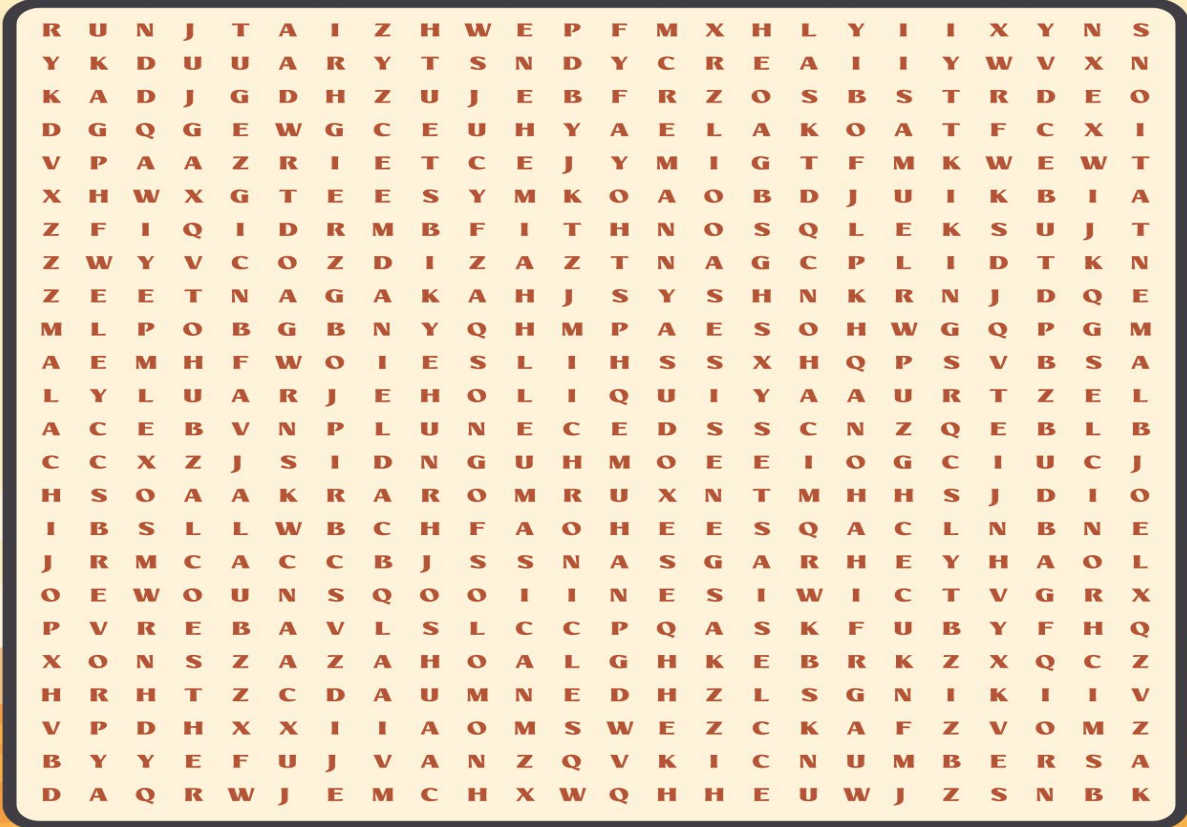 R U N J T A I Z H W E P F M X H L Y I I X Y N S
Y K D U U A R Y T S N D Y C R E A I I Y W V X N
K A D J G D H Z U J E B F R Z O S B S T R D E O
D G Q G E W G C E U H Y A E L A K O A T F C X I
V P A A Z R I E T C E J Y M I G T F M K W E W T
X H W X G T E E S Y M K O A O B D J U I K B I A
Z F I Q I D R M B F I T H N O S Q L E K S U J T
Z W Y V C O Z D I Z A Z T N A G C P L I D T K N
Z E E T N A G A K A H J S Y S H N K R N J D Q E
M L P O B G B N Y Q H M P A E S O H W G Q P G M
A E M H F W O I E S L I H S S X H Q P S V B S A
L Y L U A R J E H O L I Q U I Y A A U R T Z E L
A C E B V N P L U N E C E D S S C N Z Q E B L B
C C X Z J S I D N G U H M O E E I O G C I U C J
H S O A A K R A R O M R U X N T M H H S J D I O
I B S L L W B C H F A O H E E S Q A C L N B N E
J R M C A C C B J S S N A S G A R H E Y H A O L
O E W O U N S Q O O I I N E S I W I C T V G R X
P V R E B A V L S L C C P Q A S K F U B Y F H Q
X O N S Z A Z A H O A L G H K E B R K Z X Q C Z
H R H T Z C D A U M N E D H Z L S G N I K I I V
V P D H X X I I A O M S W E Z C K A F Z V O M Z
B Y Y E F U J V A N Z Q V K I C N U M B E R S A
D A Q R W J E M C H X W Q H H E U W J Z S N B K